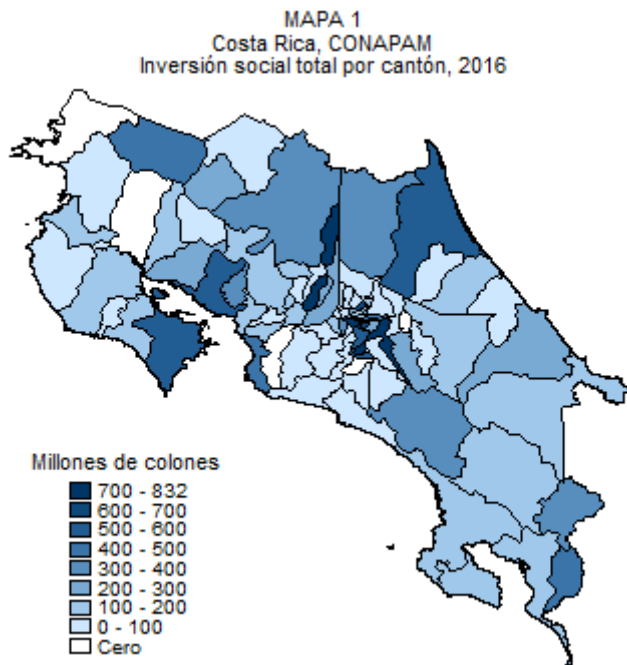 MAPA 1
Costa Rica, CONAPAM
Inversión social total por cantón, 2016
Millones de colones
700 - 832
600 - 700
500 - 600
400 - 500
300 - 400
200 - 300
100 - 200
0 - 100
Cero